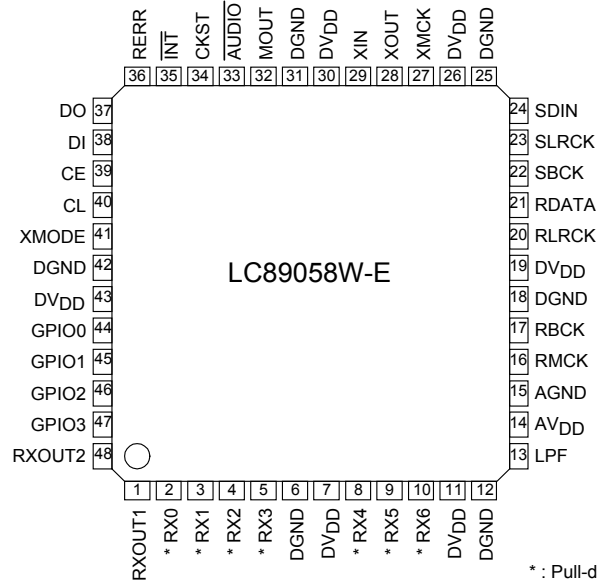 RERR
INT
CKST
AUDIO
MOUT
DGND
DVDD
XIN
XOUT
XMCK
DVDD
DGND
36 35 34 33 32 31 30 29 28 27 26 25
DO 37
DI 38
CE 39
CL 40
XMODE 41
DGND 42
DVDD 43
GPIO0 44
GPIO1 45
GPIO2 46
GPIO3 47
RXOUT2 48
LC89058W-E
24 SDIN
23 SLRCK
22 SBCK
21 RDATA
20 RLRCK
19 DVDD
18 DGND
17 RBCK
16 RMCK
15 AGND
14 AVDD
13 LPF
1 2 3 4 5 6 7 8 9 10 11 12
RXOUT1
* RX0
* RX1
* RX2
* RX3
DGND
DVDD
* RX4
* RX5
* RX6
DVDD
DGND
* : Pull-d